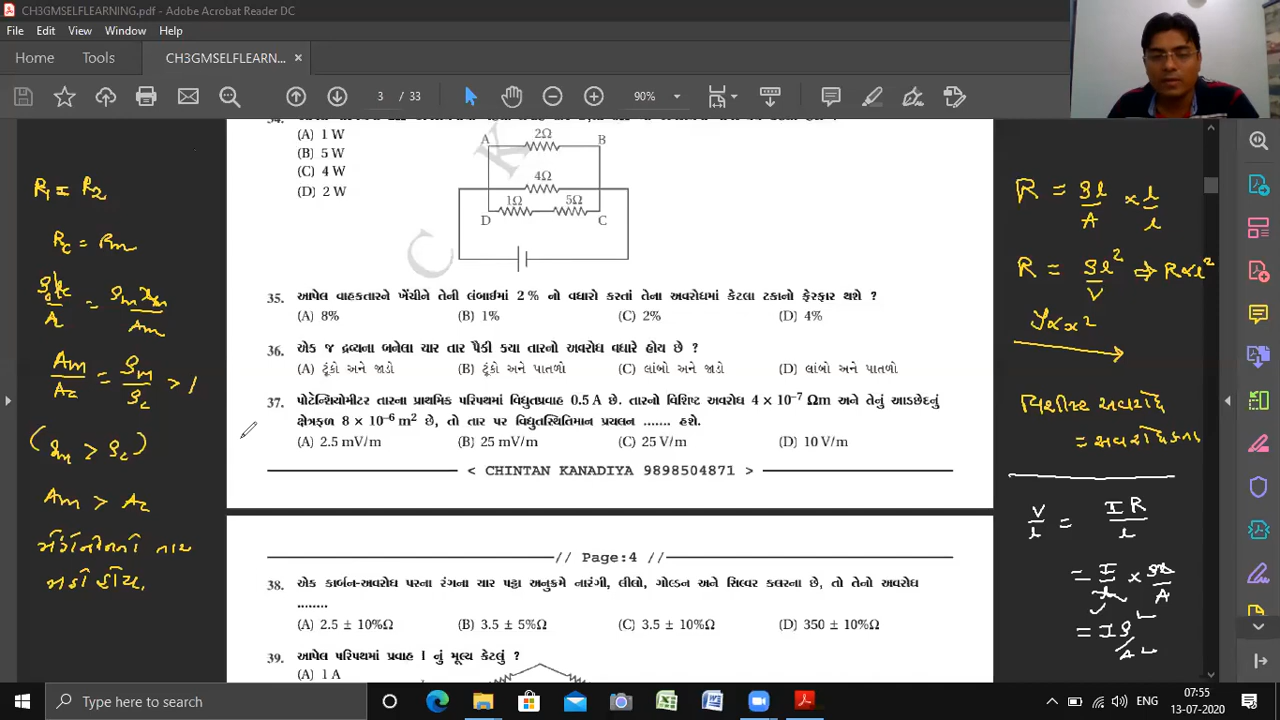 CH3GMSELFLEARNING.pdf - Adobe Acrobat Reader DC
File Edit View Window Help
Home Tools CH3GMSELFLEARN... ×
3 / 33 90%
(A) 1 W
(B) 5 W
(C) 4 W
(D) 2 W
A 2Ω B
4Ω
1Ω 5Ω
D C
35. આપેલ વાહકતારને ખેંચીને તેની લંબાઈમાં 2 % નો વધારો કરતાં તેના અવરોધમાં કેટલા ટકાનો ફેરફાર થશે ?
(A) 8% (B) 1% (C) 2% (D) 4%
36. એક જ દ્રવ્યના બનેલા ચાર તાર પૈકી કયા તારનો અવરોધ વધારે હોય છે ?
(A) ટૂંકો અને જાડો (B) ટૂંકો અને પાતળો (C) લાંબો અને જાડો (D) લાંબો અને પાતળો
37. પોટેન્શિયોમીટર તારના પ્રાથમિક પરિપથમાં વિદ્યુતપ્રવાહ 0.5 A છે. તારનો વિશિષ્ટ અવરોધ 4 × 10⁻⁷ Ωm અને તેનું આડછેદનું
ક્ષેત્રફળ 8 × 10⁻⁶ m² છે, તો તાર પર વિદ્યુતસ્થિતિમાન પ્રચલન ....... હશે.
(A) 2.5 mV/m (B) 25 mV/m (C) 25 V/m (D) 10 V/m
< CHINTAN KANADIYA 9898504871 >
// Page:4 //
38. એક કાર્બન-અવરોધ પરના રંગના ચાર પટ્ટા અનુક્રમે નારંગી, લીલો, ગોલ્ડન અને સિલ્વર કલરના છે, તો તેનો અવરોધ
........
(A) 2.5 ± 10%Ω (B) 3.5 ± 5%Ω (C) 3.5 ± 10%Ω (D) 350 ± 10%Ω
39. આપેલ પરિપથમાં પ્રવાહ I નું મૂલ્ય કેટલું ?
(A) 1 A
R₁ = R₂
Rc = Rm
Am/Ac = ρm/ρc > 1
(ρm > ρc)
Am > Ac
R = ρl/A × l/l
R = ρl²/V ⇒ R∝l²
y∝x²
V/l = IR/l
= I/l × ρl/A
= Iρ/A
Type here to search
ENG
07:55
13-07-2020